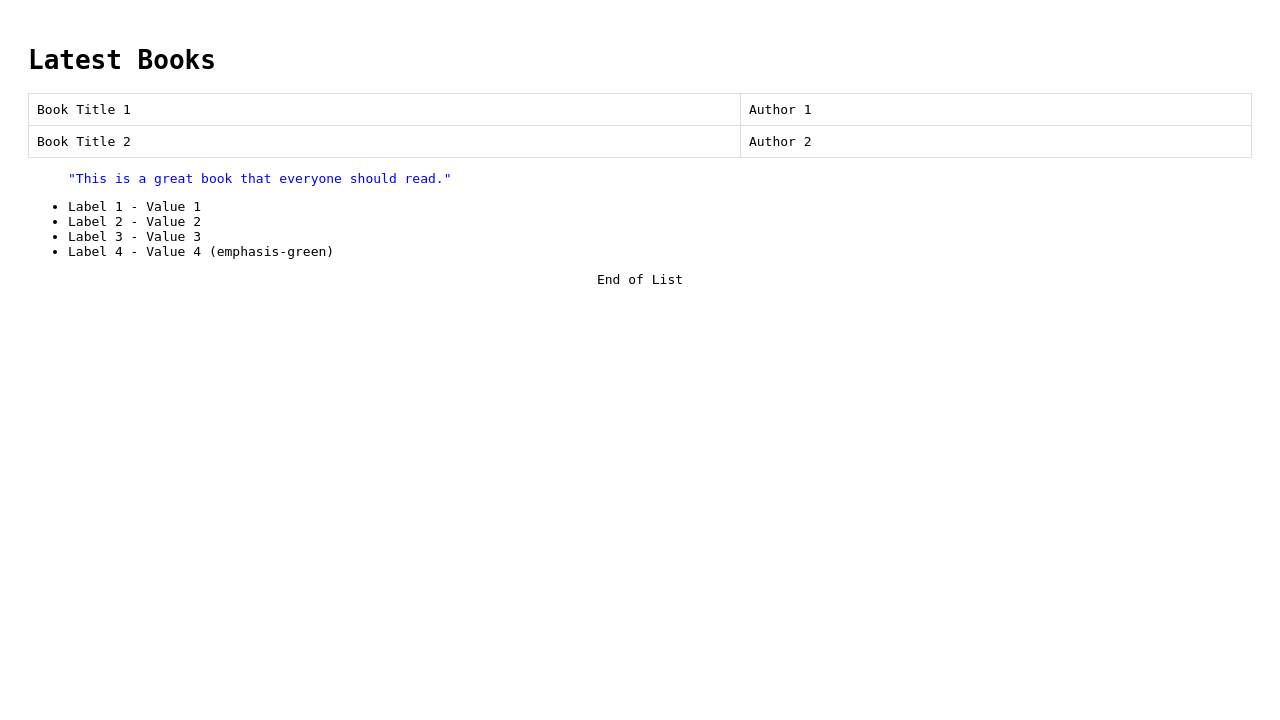 Latest Books
Book Title 1 Author 1
Book Title 2 Author 2
"This is a great book that everyone should read."
• Label 1 - Value 1
• Label 2 - Value 2
• Label 3 - Value 3
• Label 4 - Value 4 (emphasis-green)
End of List